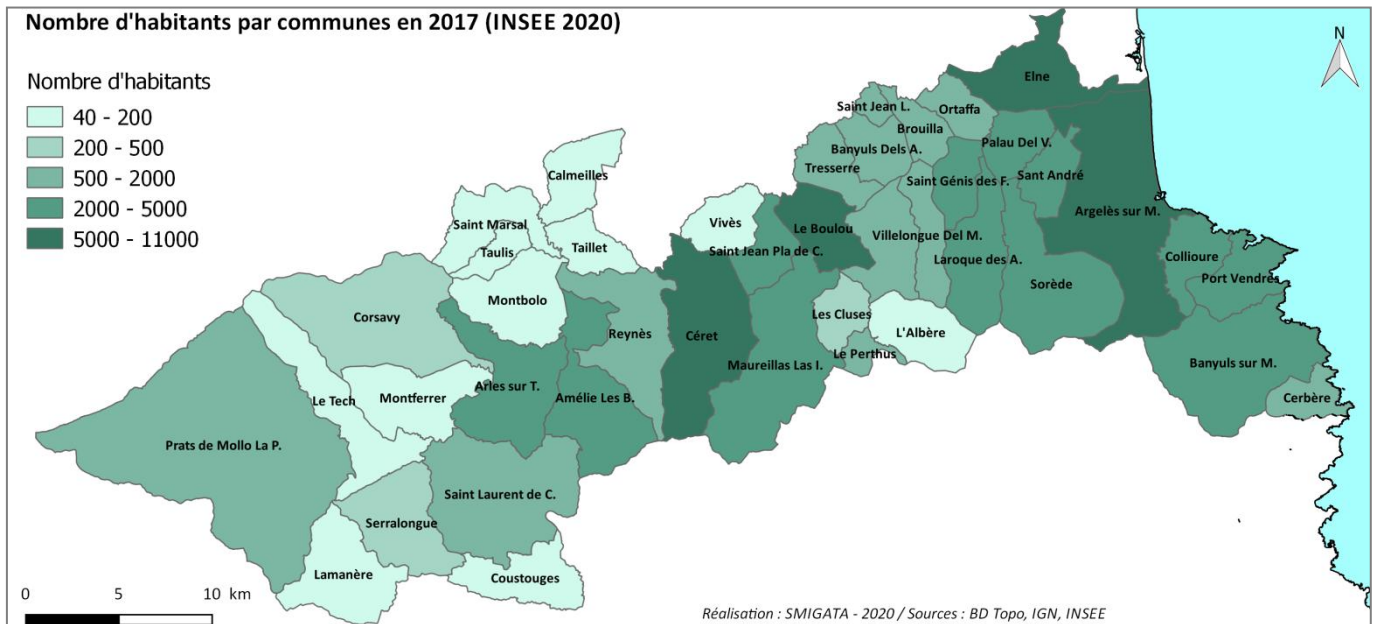 Nombre d'habitants par communes en 2017 (INSEE 2020)
Nombre d'habitants
40 - 200
200 - 500
500 - 2000
2000 - 5000
5000 - 11000
N
Elne
Saint Jean L.
Ortaffa
Brouilla
Banyuls Dels A.
Palau Del V.
Tresserre
Sant André
Saint Génis des F.
Calmeilles
Argelès sur M.
Vivès
Saint Marsal
Le Boulou
Villelongue Del M.
Taulis
Taillet
Saint Jean Pla de C.
Laroque des A.
Collioure
Port Vendres
Sorède
Montbolo
Corsavy
Les Cluses
L'Albère
Reynès
Céret
Le Perthus
Maureillas Las I.
Banyuls sur M.
Arles sur T.
Amélie Les B.
Cerbère
Le Tech
Montferrer
Prats de Mollo La P.
Saint Laurent de C.
Serralongue
Lamanère
Coustouges
0 5 10 km
Réalisation : SMIGATA - 2020 / Sources : BD Topo, IGN, INSEE